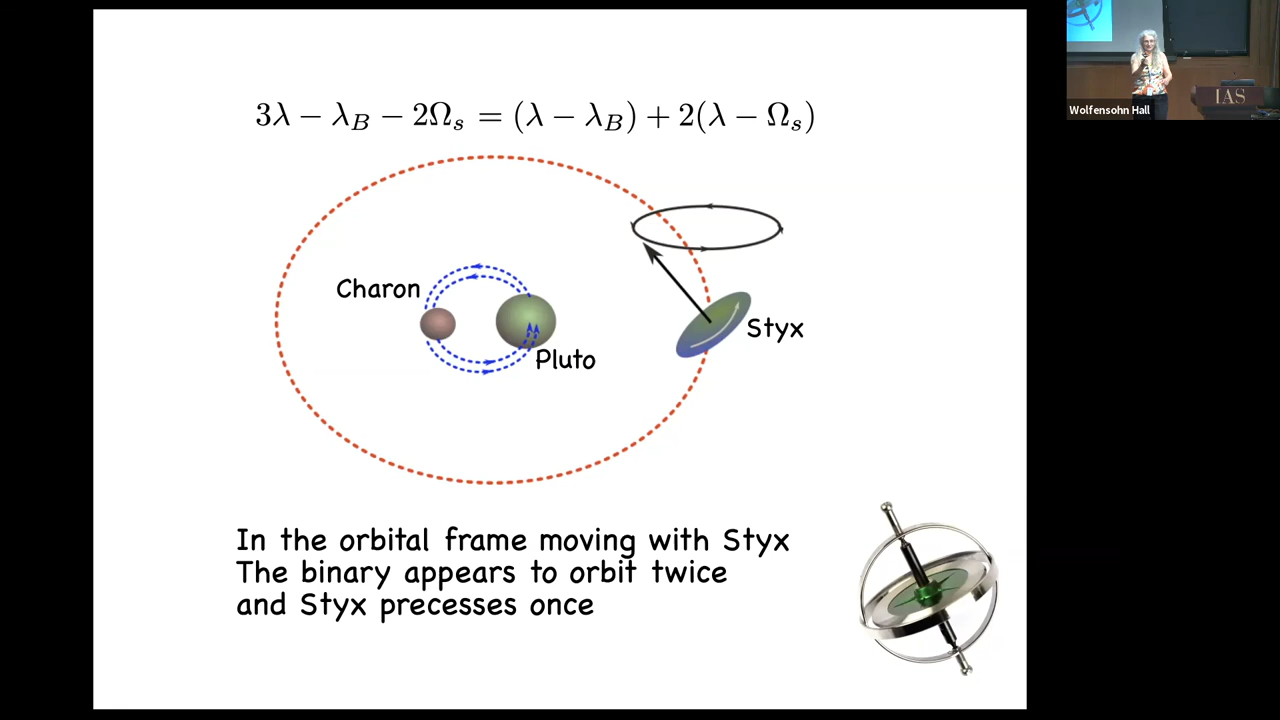 3λ − λ_B − 2Ω_s = (λ − λ_B) + 2(λ − Ω_s)
Charon
Pluto
Styx
In the orbital frame moving with Styx
The binary appears to orbit twice
and Styx precesses once
IAS
Wolfensohn Hall